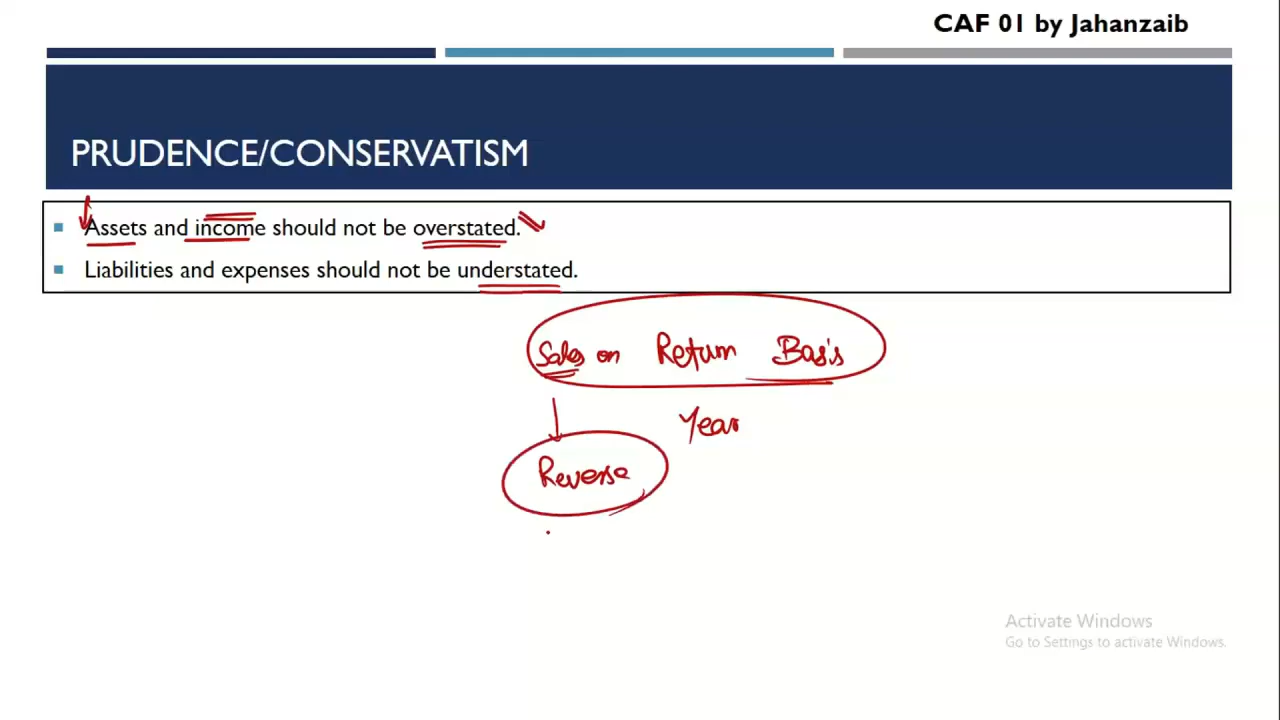 CAF 01 by Jahanzaib
PRUDENCE/CONSERVATISM
Assets and income should not be overstated.
Liabilities and expenses should not be understated.
Sales on Return Basis
Year
Reverse
Activate Windows
Go to Settings to activate Windows.